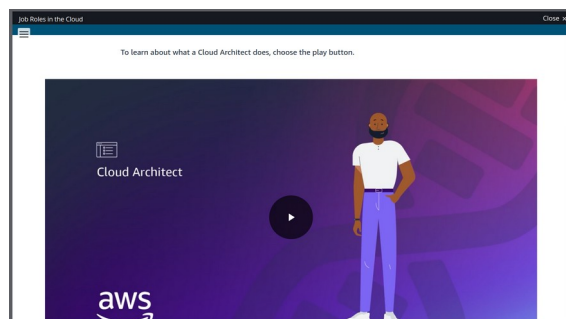 Job Roles in the Cloud
Close ×
To learn about what a Cloud Architect does, choose the play button.
Cloud Architect
aws